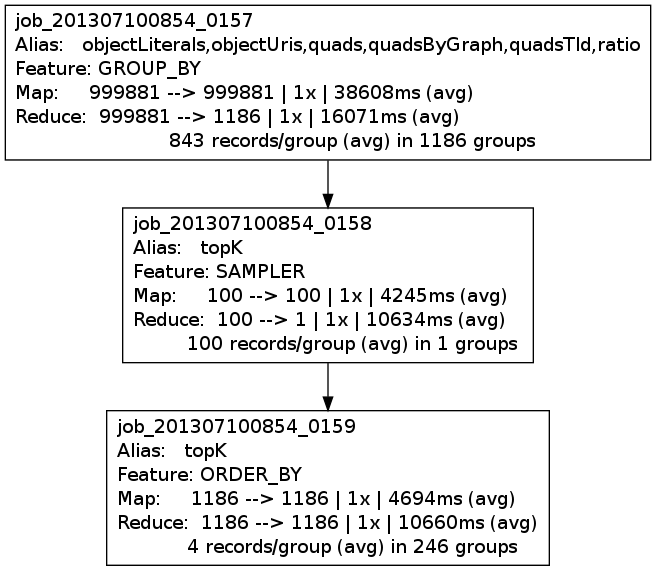 job_201307100854_0157
Alias: objectLiterals,objectUris,quads,quadsByGraph,quadsTld,ratio
Feature: GROUP_BY
Map: 999881 --> 999881 | 1x | 38608ms (avg)
Reduce: 999881 --> 1186 | 1x | 16071ms (avg)
843 records/group (avg) in 1186 groups
job_201307100854_0158
Alias: topK
Feature: SAMPLER
Map: 100 --> 100 | 1x | 4245ms (avg)
Reduce: 100 --> 1 | 1x | 10634ms (avg)
100 records/group (avg) in 1 groups
job_201307100854_0159
Alias: topK
Feature: ORDER_BY
Map: 1186 --> 1186 | 1x | 4694ms (avg)
Reduce: 1186 --> 1186 | 1x | 10660ms (avg)
4 records/group (avg) in 246 groups